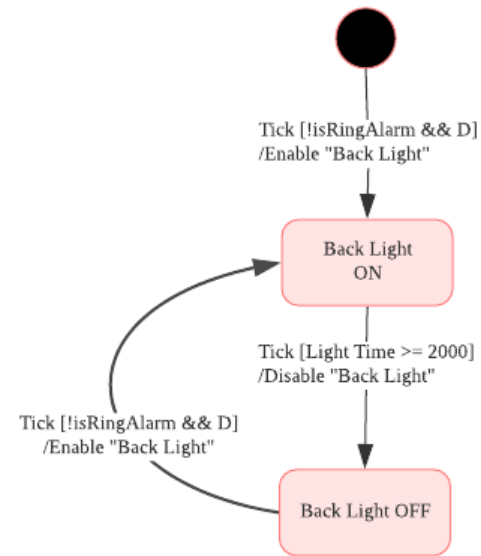 Tick [!isRingAlarm && D]
/Enable "Back Light"
Back Light
ON
Tick [Light Time >= 2000]
/Disable "Back Light"
Tick [!isRingAlarm && D]
/Enable "Back Light"
Back Light OFF